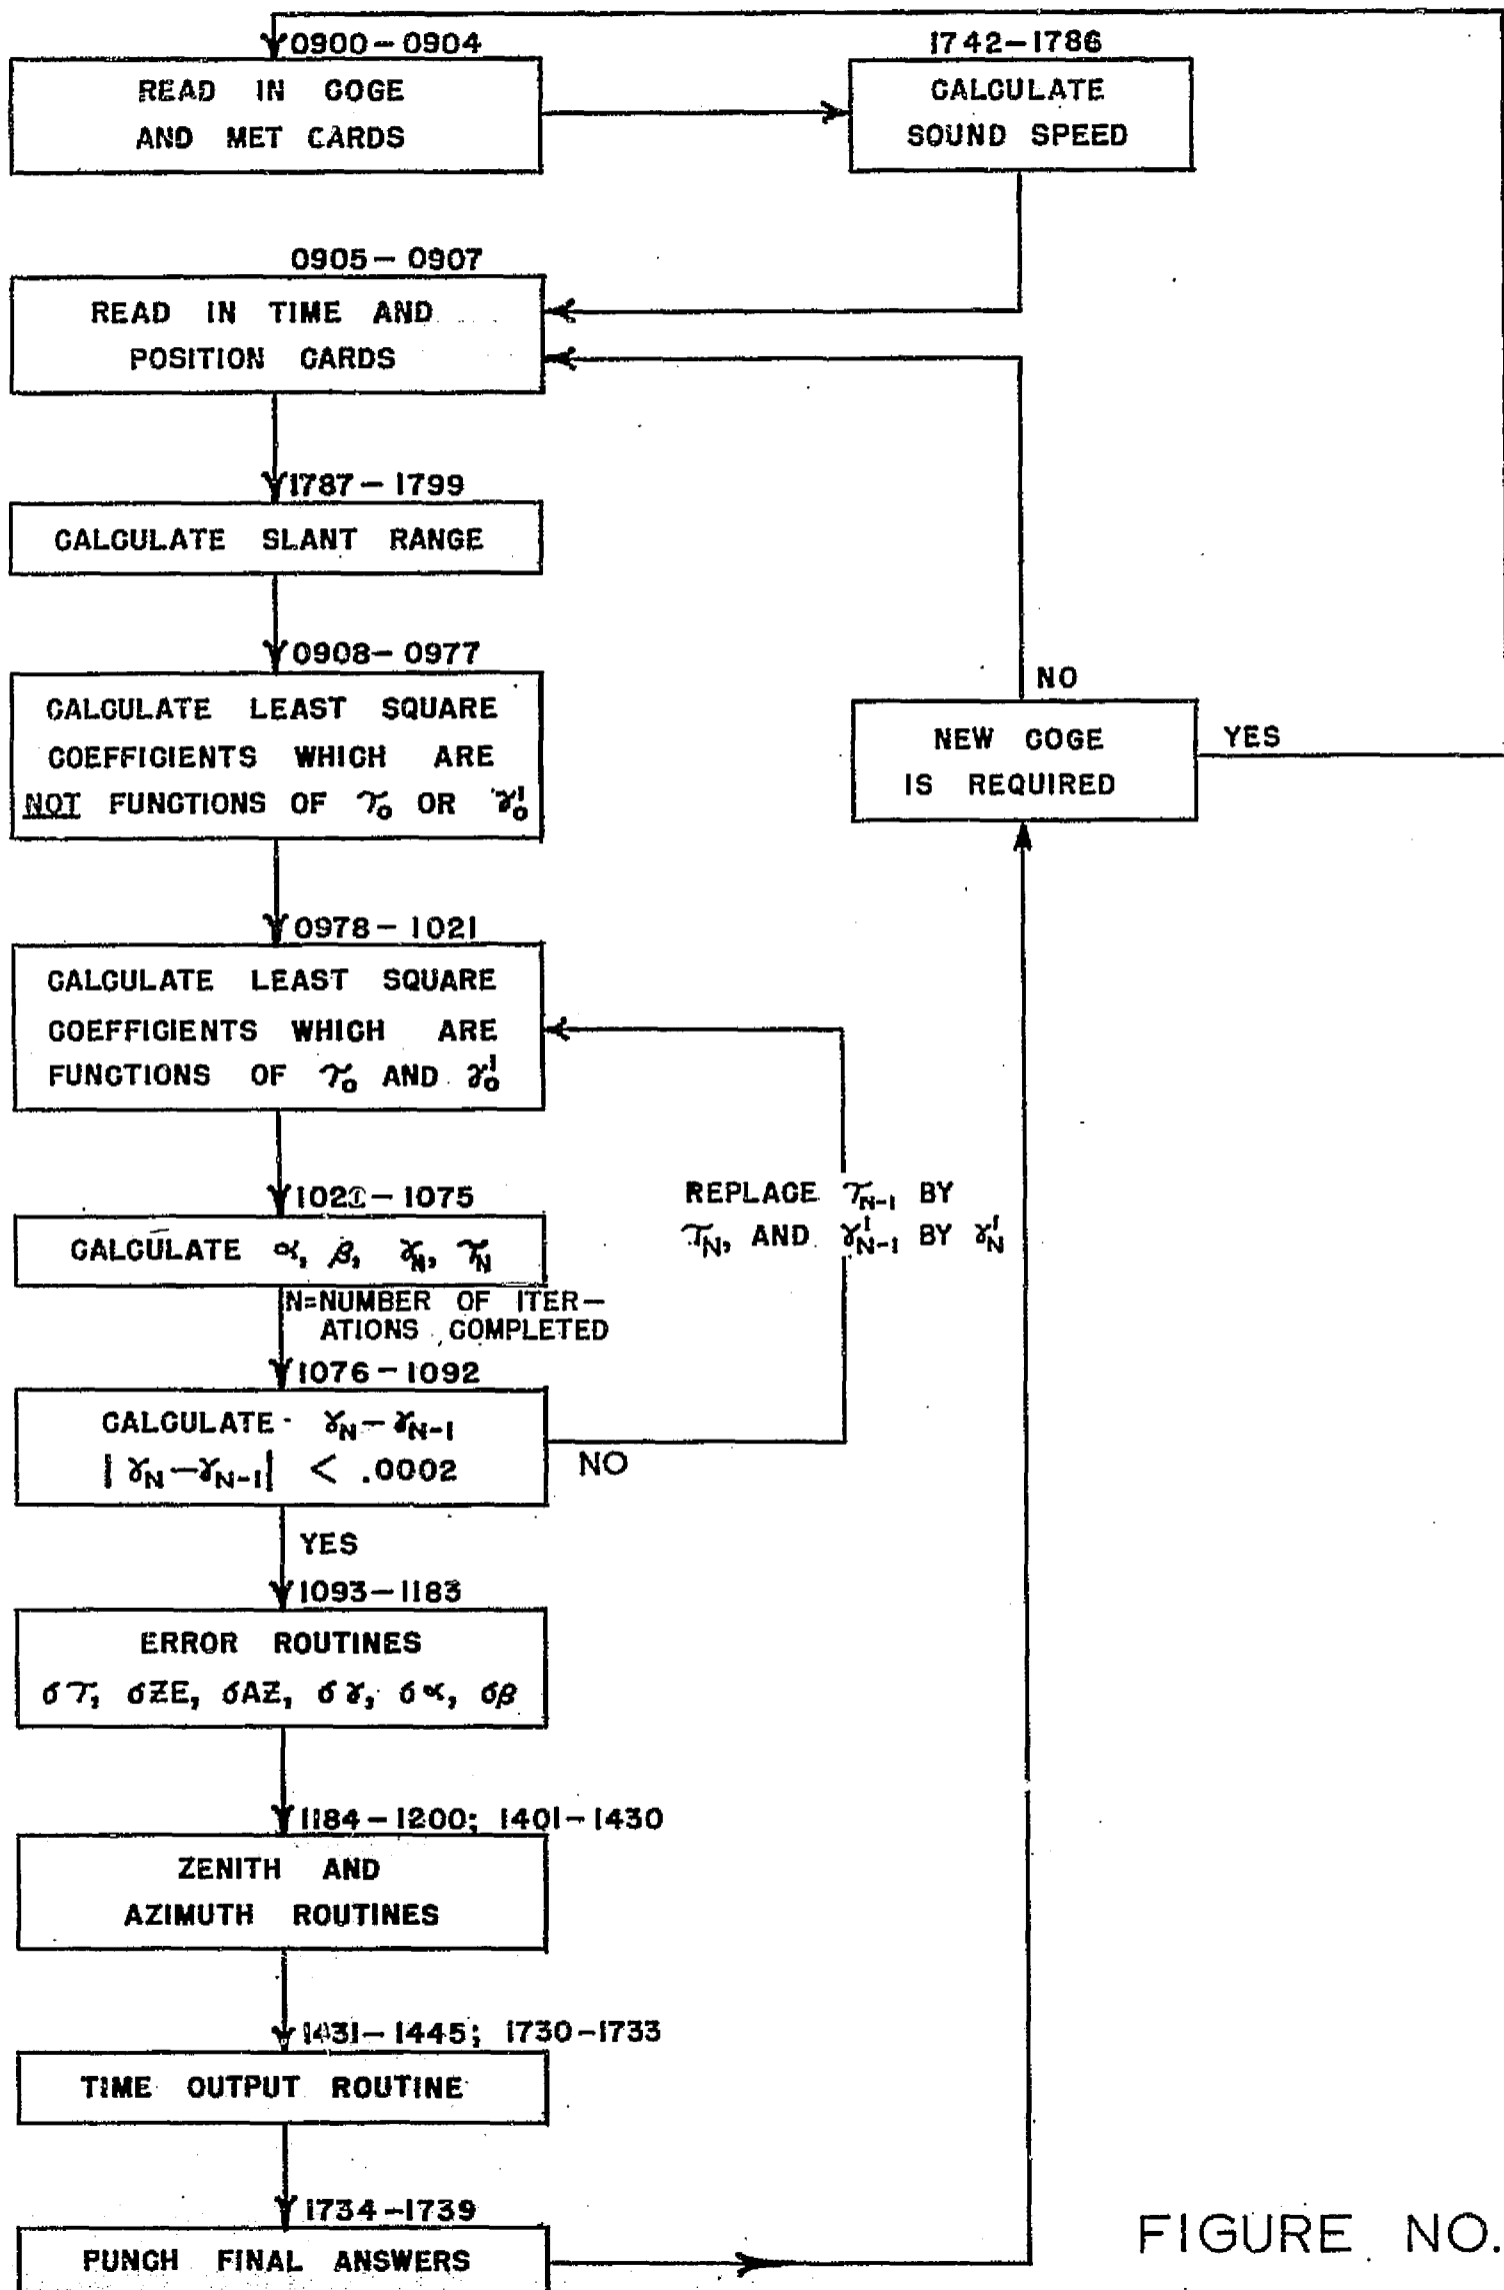 0900-0904
READ IN COGE
AND MET CARDS
1742-1786
CALCULATE
SOUND SPEED
0905-0907
READ IN TIME AND
POSITION CARDS
1787-1799
CALCULATE SLANT RANGE
0908-0977
CALCULATE LEAST SQUARE
COEFFICIENTS WHICH ARE
NOT FUNCTIONS OF τ₀ OR γ₀'
NO
NEW COGE
IS REQUIRED
YES
0978-1021
CALCULATE LEAST SQUARE
COEFFICIENTS WHICH ARE
FUNCTIONS OF τ₀ AND γ₀'
-1075
CALCULATE α, β, γN, τN
REPLACE τN-1 BY
τN, AND γ'N-1 BY γ'N
N=NUMBER OF ITER-
ATIONS COMPLETED
1076-1092
CALCULATE γN-γN-1
|γN-γN-1| < .0002
NO
YES
1093-1183
ERROR ROUTINES
στ, σZE, σAZ, σγ, σα, σβ
1184-1200; 1401-1430
ZENITH AND
AZIMUTH ROUTINES
1431-1445; 1730-1733
TIME OUTPUT ROUTINE
1734-1739
PUNCH FINAL ANSWERS
FIGURE NO.